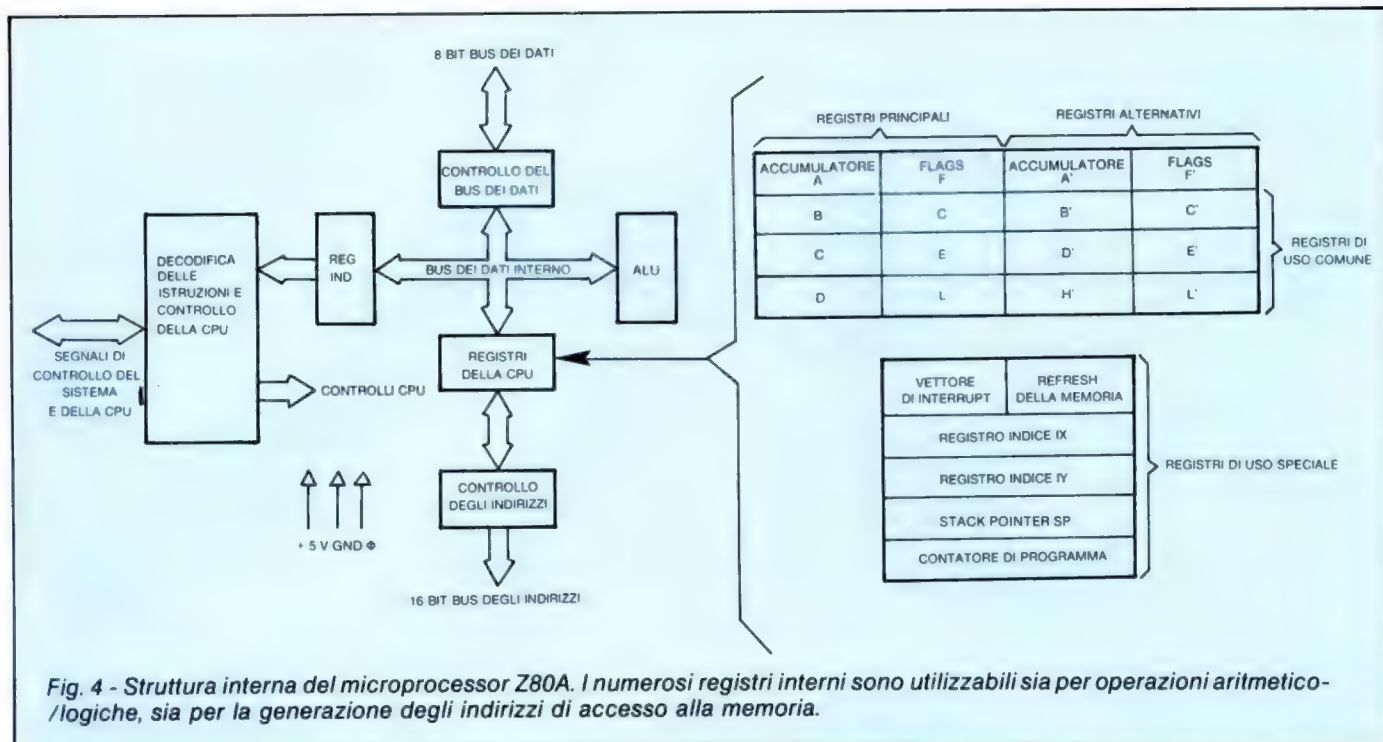 8 BIT BUS DEI DATI
CONTROLLO DEL
BUS DEI DATI
DECODIFICA
DELLE
ISTRUZIONI E
CONTROLLO
DELLA CPU
REG
IND
BUS DEI DATI INTERNO
ALU
SEGNALI DI
CONTROLLO DEL
SISTEMA
E DELLA CPU
CONTROLLI CPU
REGISTRI
DELLA CPU
CONTROLLO
DEGLI INDIRIZZI
+ 5 V GND Φ
16 BIT BUS DEGLI INDIRIZZI
REGISTRI PRINCIPALI
REGISTRI ALTERNATIVI
ACCUMULATORE A
FLAGS F
ACCUMULATORE A'
FLAGS F'
B C B' C'
C E D' E'
D L H' L'
REGISTRI DI
USO COMUNE
VETTORE
DI INTERRUPT
REFRESH
DELLA MEMORIA
REGISTRO INDICE IX
REGISTRO INDICE IY
STACK POINTER SP
CONTATORE DI PROGRAMMA
REGISTRI DI USO SPECIALE
Fig. 4 - Struttura interna del microprocessor Z80A. I numerosi registri interni sono utilizzabili sia per operazioni aritmetico-
/logiche, sia per la generazione degli indirizzi di accesso alla memoria.